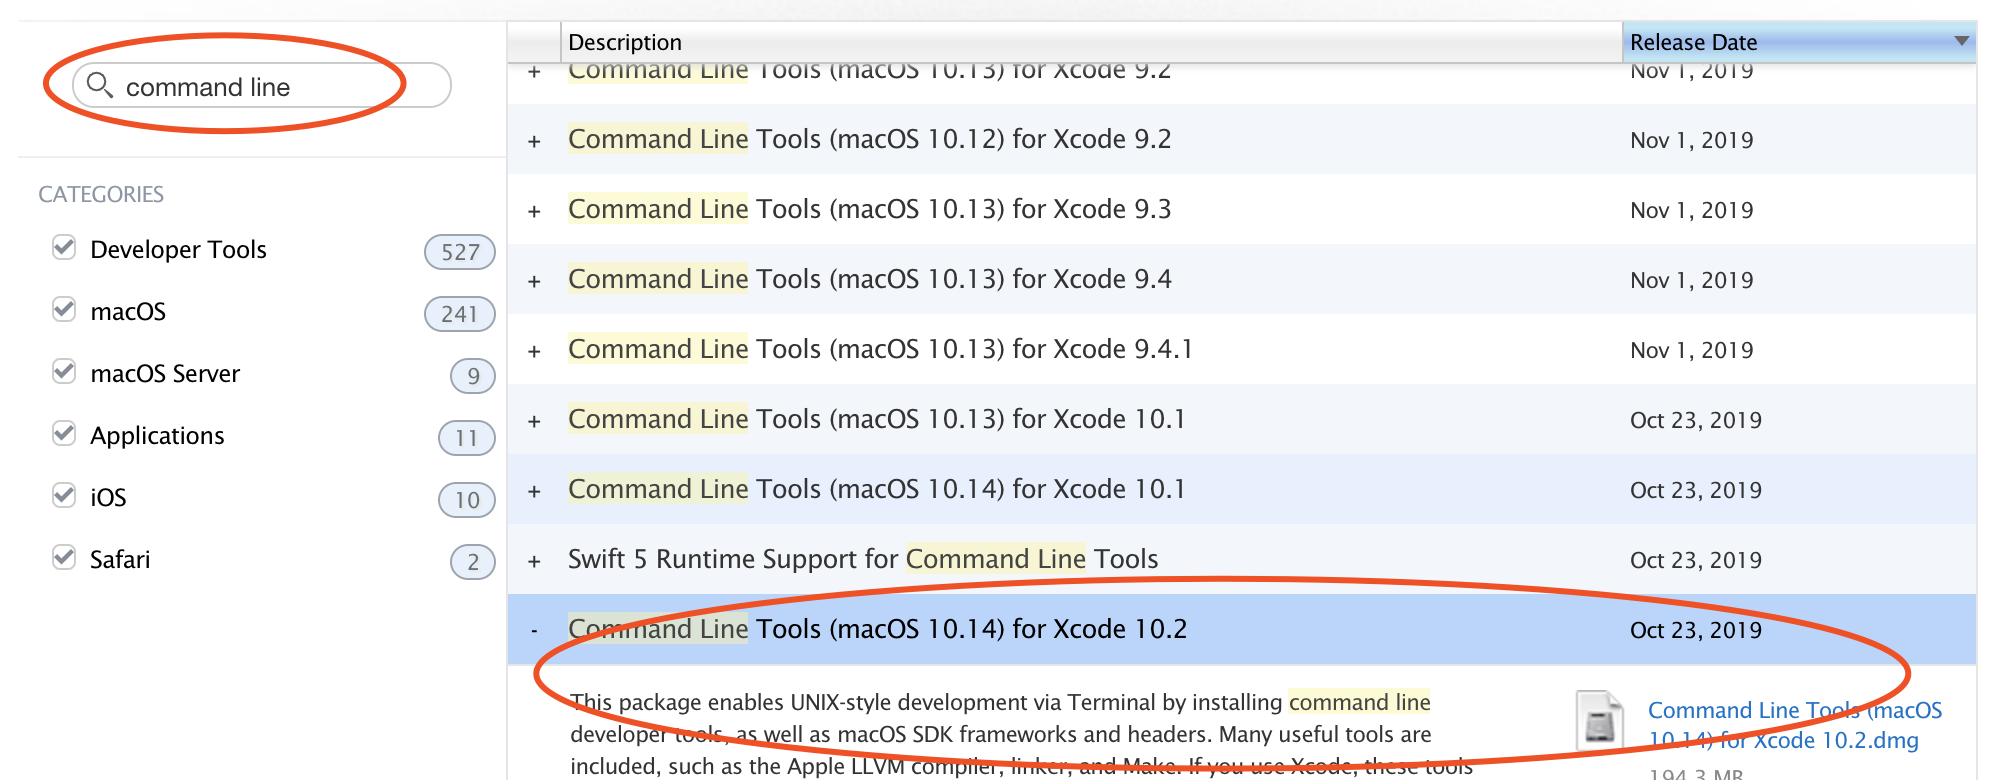 command line
CATEGORIES
Developer Tools 527
macOS 241
macOS Server 9
Applications 11
iOS 10
Safari 2
Description Release Date
+ Command Line Tools (macOS 10.13) for Xcode 9.2 Nov 1, 2019
+ Command Line Tools (macOS 10.12) for Xcode 9.2 Nov 1, 2019
+ Command Line Tools (macOS 10.13) for Xcode 9.3 Nov 1, 2019
+ Command Line Tools (macOS 10.13) for Xcode 9.4 Nov 1, 2019
+ Command Line Tools (macOS 10.13) for Xcode 9.4.1 Nov 1, 2019
+ Command Line Tools (macOS 10.13) for Xcode 10.1 Oct 23, 2019
+ Command Line Tools (macOS 10.14) for Xcode 10.1 Oct 23, 2019
+ Swift 5 Runtime Support for Command Line Tools Oct 23, 2019
- Command Line Tools (macOS 10.14) for Xcode 10.2 Oct 23, 2019
This package enables UNIX-style development via Terminal by installing command line
developer tools, as well as macOS SDK frameworks and headers. Many useful tools are
included, such as the Apple LLVM compiler, linker, and Make. If you use Xcode, these tools
Command Line Tools (macOS
10.14) for Xcode 10.2.dmg
194.3 MB